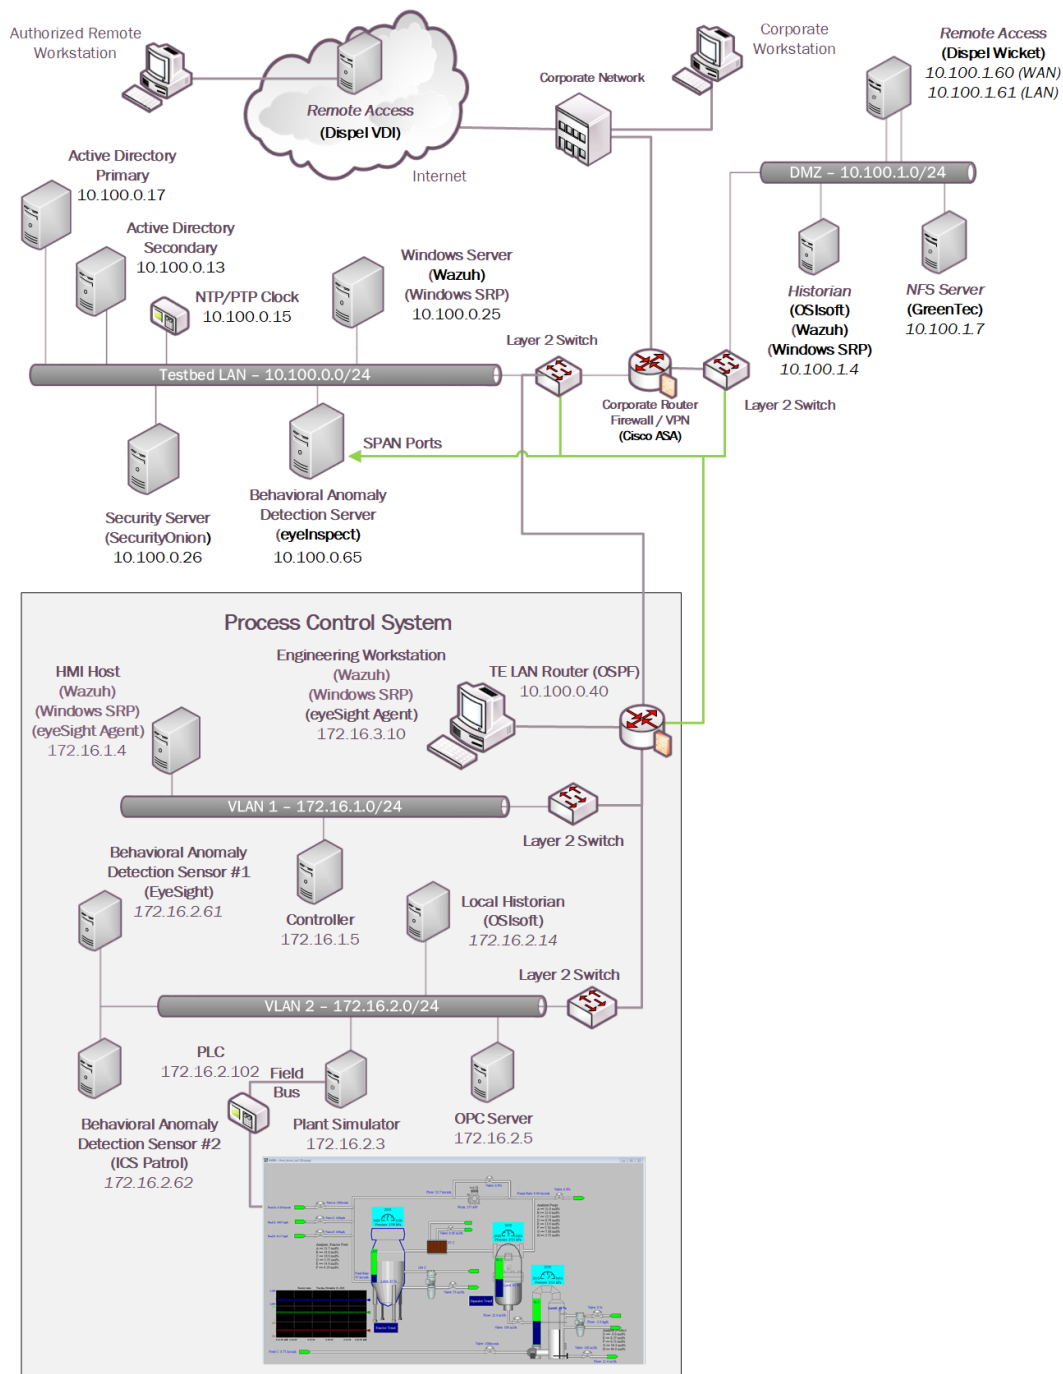 Authorized Remote
Workstation
Remote Access
(Dispel VDI)
Internet
Corporate Network
Corporate
Workstation
Remote Access
(Dispel Wicket)
10.100.1.60 (WAN)
10.100.1.61 (LAN)
DMZ – 10.100.1.0/24
Active Directory
Primary
10.100.0.17
Active Directory
Secondary
10.100.0.13
NTP/PTP Clock
10.100.0.15
Windows Server
(Wazuh)
(Windows SRP)
10.100.0.25
Layer 2 Switch
Historian
(OSIsoft)
(Wazuh)
(Windows SRP)
10.100.1.4
NFS Server
(GreenTec)
10.100.1.7
Testbed LAN – 10.100.0.0/24
Corporate Router
Firewall / VPN
(Cisco ASA)
Layer 2 Switch
SPAN Ports
Security Server
(SecurityOnion)
10.100.0.26
Behavioral Anomaly
Detection Server
(eyeInspect)
10.100.0.65
Process Control System
HMI Host
(Wazuh)
(Windows SRP)
(eyeSight Agent)
172.16.1.4
Engineering Workstation
(Wazuh)
(Windows SRP)
(eyeSight Agent)
172.16.3.10
TE LAN Router (OSPF)
10.100.0.40
VLAN 1 – 172.16.1.0/24
Layer 2 Switch
Behavioral Anomaly
Detection Sensor #1
(EyeSight)
172.16.2.61
Controller
172.16.1.5
Local Historian
(OSIsoft)
172.16.2.14
Layer 2 Switch
VLAN 2 – 172.16.2.0/24
PLC
172.16.2.102
Field
Bus
Behavioral Anomaly
Detection Sensor #2
(ICS Patrol)
172.16.2.62
Plant Simulator
172.16.2.3
OPC Server
172.16.2.5